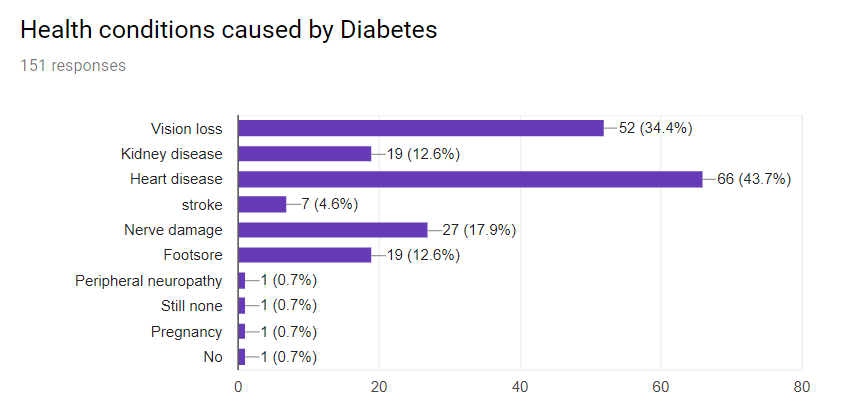 Health conditions caused by Diabetes
151 responses
Vision loss 52 (34.4%)
Kidney disease 19 (12.6%)
Heart disease 66 (43.7%)
stroke 7 (4.6%)
Nerve damage 27 (17.9%)
Footsore 19 (12.6%)
Peripheral neuropathy 1 (0.7%)
Still none 1 (0.7%)
Pregnancy 1 (0.7%)
No 1 (0.7%)
0 20 40 60 80